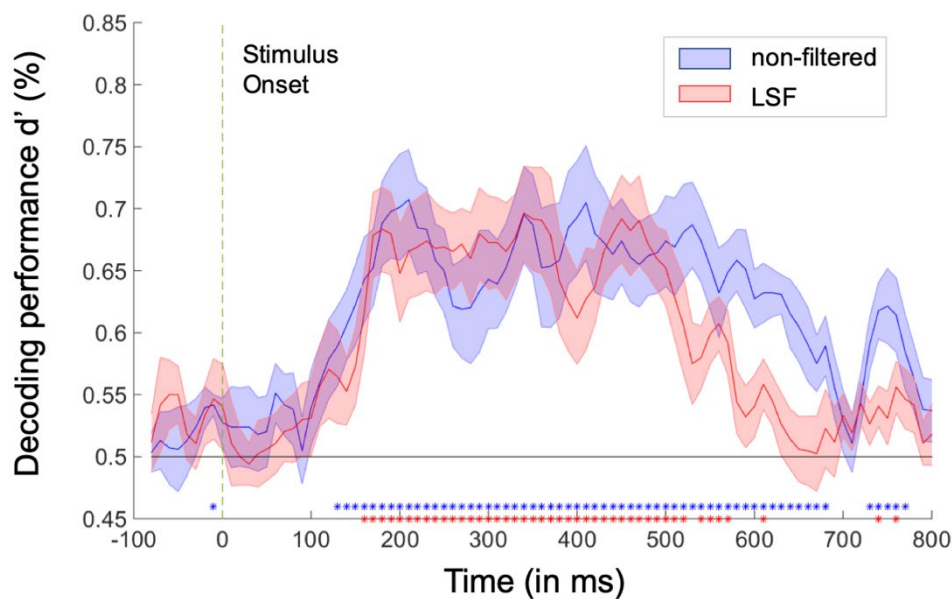 0.85
0.8
0.75
0.7
0.65
0.6
0.55
0.5
0.45
Decoding performance d’ (%)
Stimulus
Onset
non-filtered
LSF
-100 0 100 200 300 400 500 600 700 800
Time (in ms)